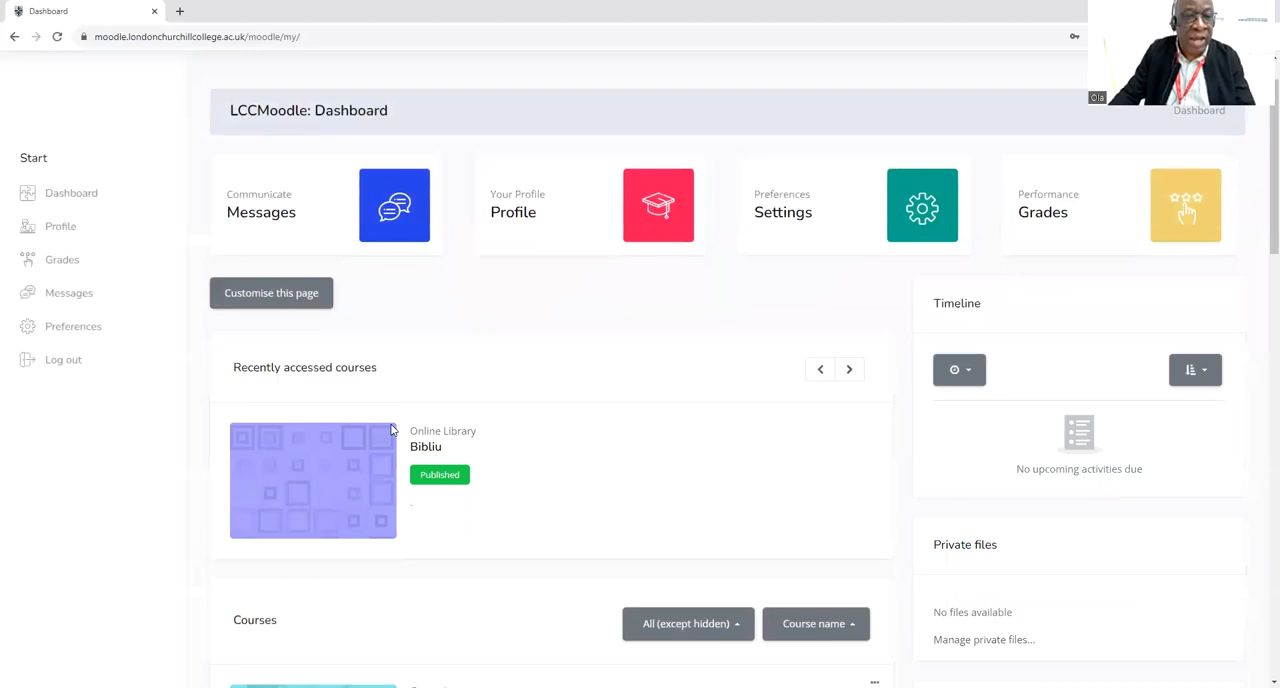 Dashboard
moodle.londonchurchillcollege.ac.uk/moodle/my/
Ola
LCCMoodle: Dashboard
Dashboard
Start
Dashboard
Profile
Grades
Messages
Preferences
Log out
Communicate
Messages
Your Profile
Profile
Preferences
Settings
Performance
Grades
Customise this page
Recently accessed courses
Online Library
Bibliu
Published
.
Courses
All (except hidden)
Course name
Timeline
No upcoming activities due
Private files
No files available
Manage private files...